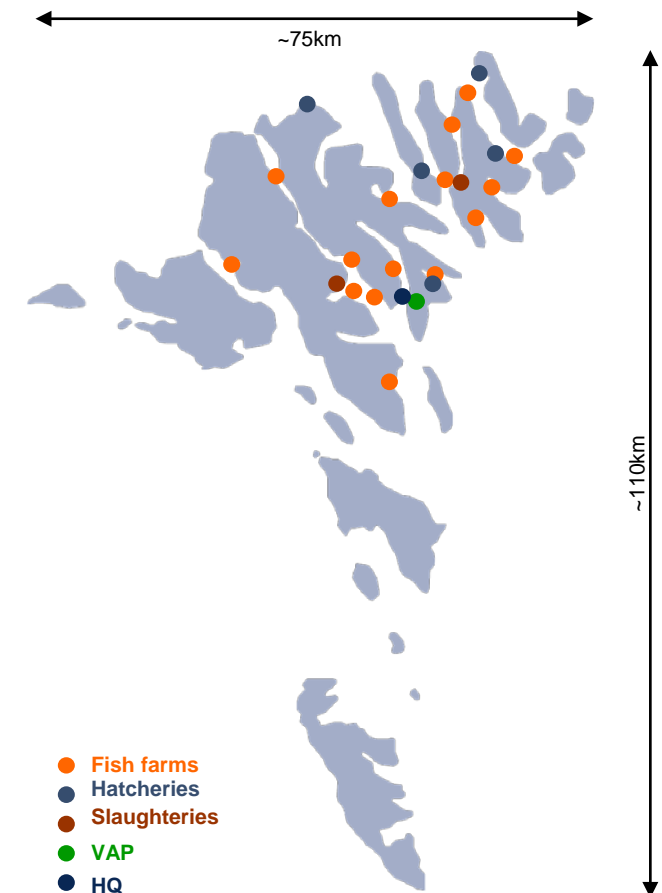 ~75km
~110km
Fish farms
Hatcheries
Slaughteries
VAP
HQ